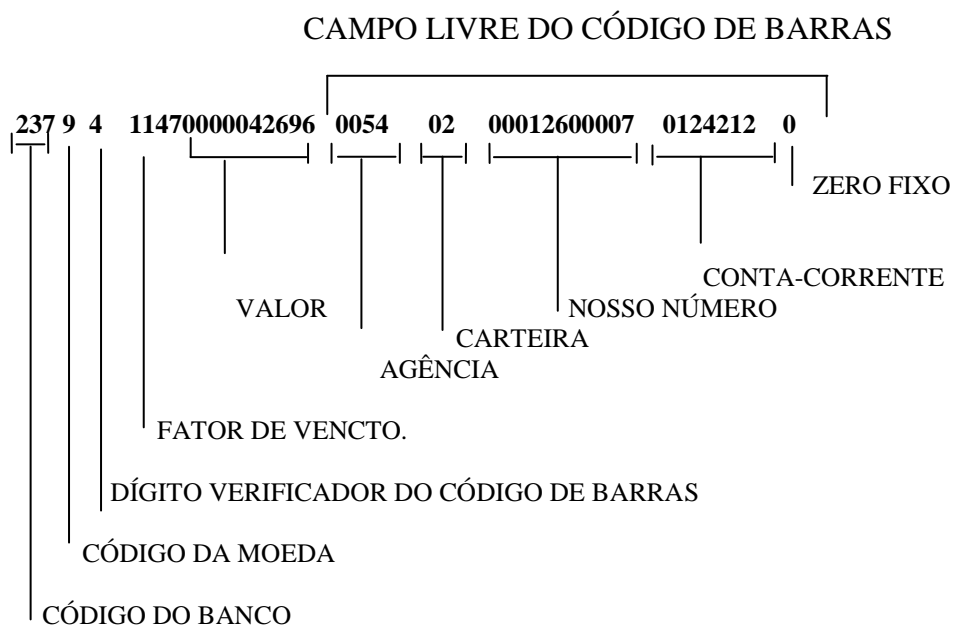 CAMPO LIVRE DO CÓDIGO DE BARRAS
237 9 4 11470000042696 0054 02 00012600007 0124212 0
ZERO FIXO
CONTA-CORRENTE
VALOR NOSSO NÚMERO
CARTEIRA
AGÊNCIA
FATOR DE VENCTO.
DÍGITO VERIFICADOR DO CÓDIGO DE BARRAS
CÓDIGO DA MOEDA
CÓDIGO DO BANCO